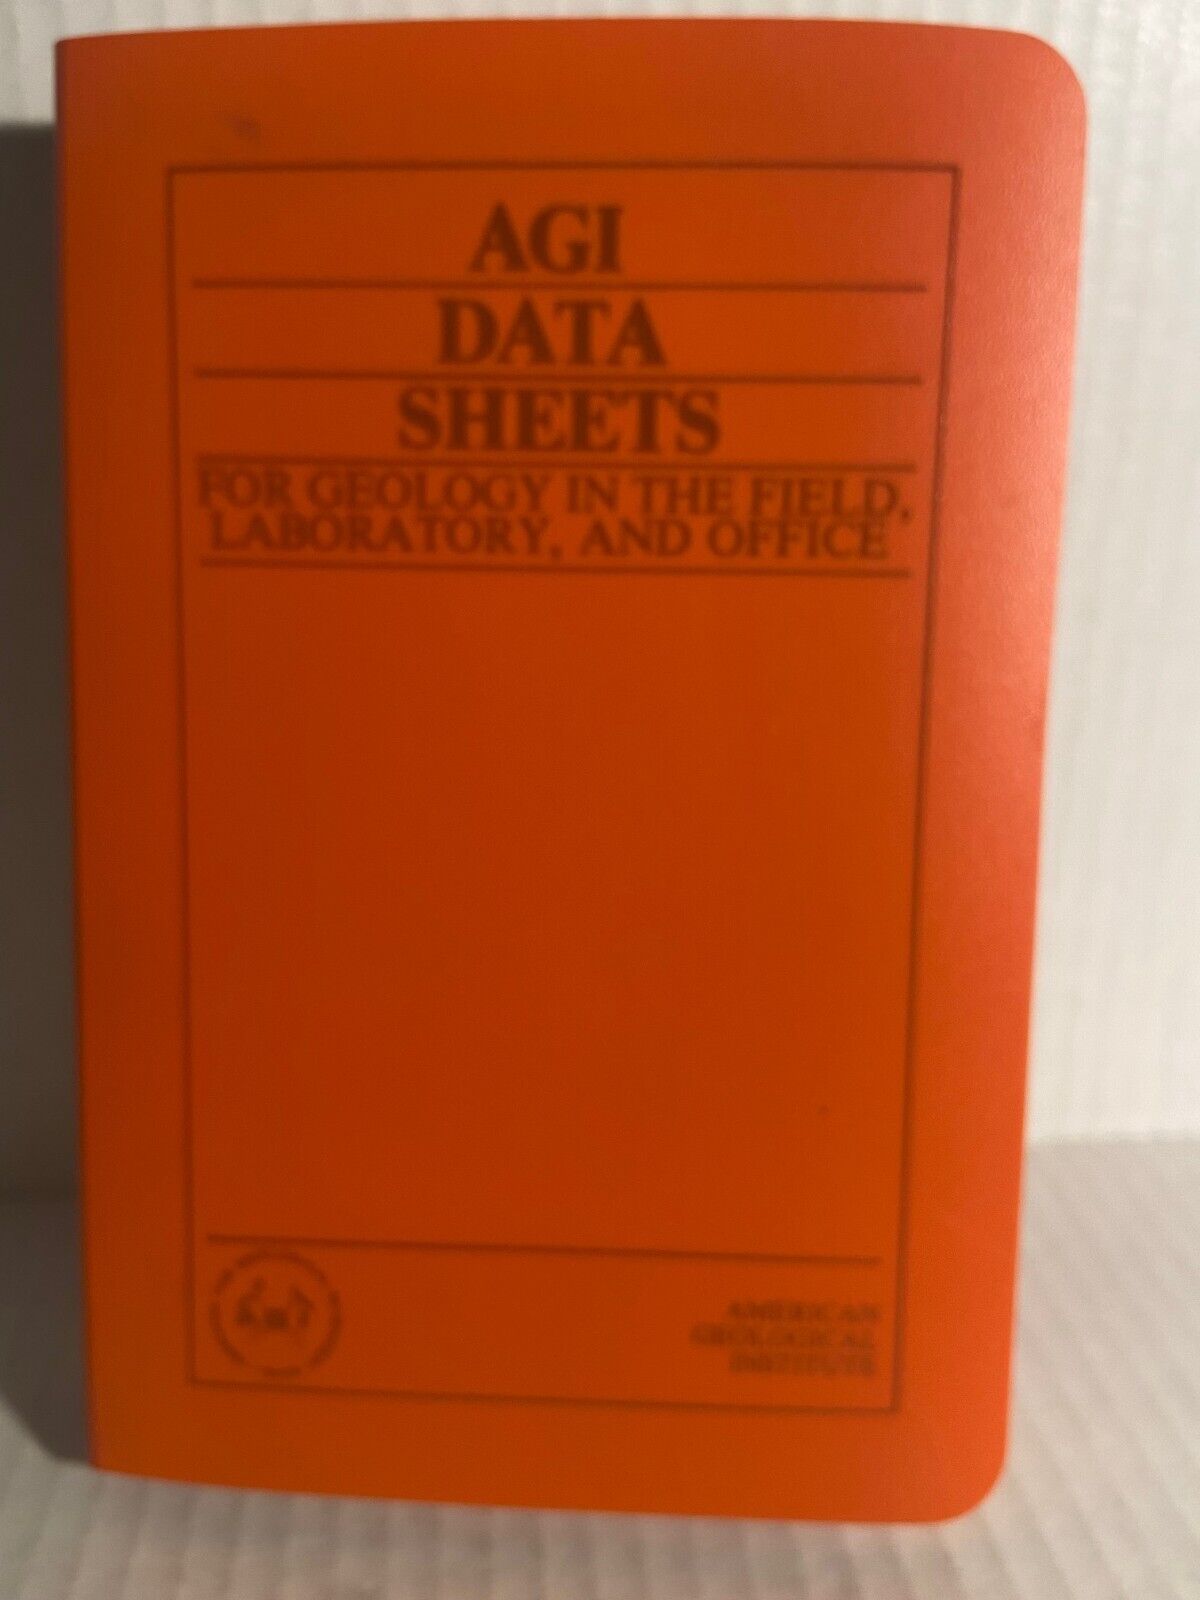 AGI
DATA
SHEETS
FOR GEOLOGY IN THE FIELD,
LABORATORY, AND OFFICE
AMERICAN
GEOLOGICAL
INSTITUTE